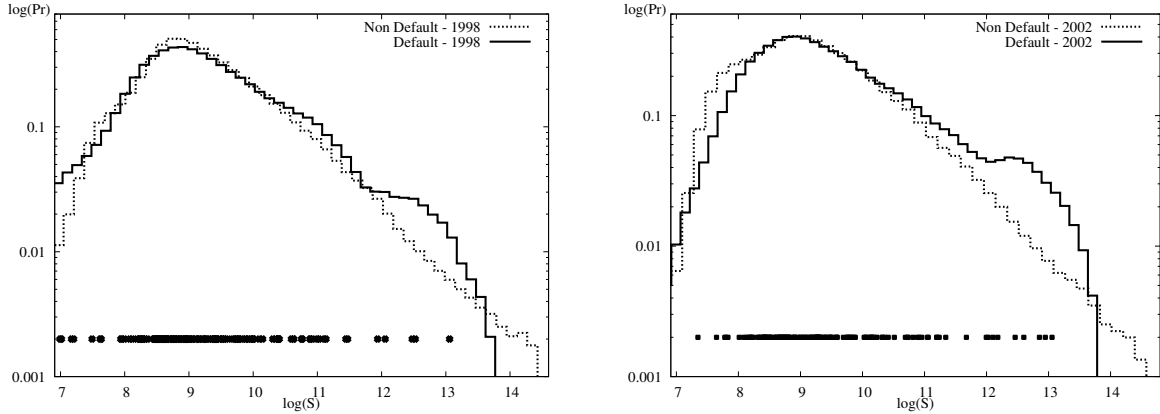 log(Pr)
Non Default - 1998
Default - 1998
0.1
0.01
0.001
7 8 9 10 11 12 13 14
log(S)
log(Pr)
Non Default - 2002
Default - 2002
0.1
0.01
0.001
7 8 9 10 11 12 13 14
log(S)